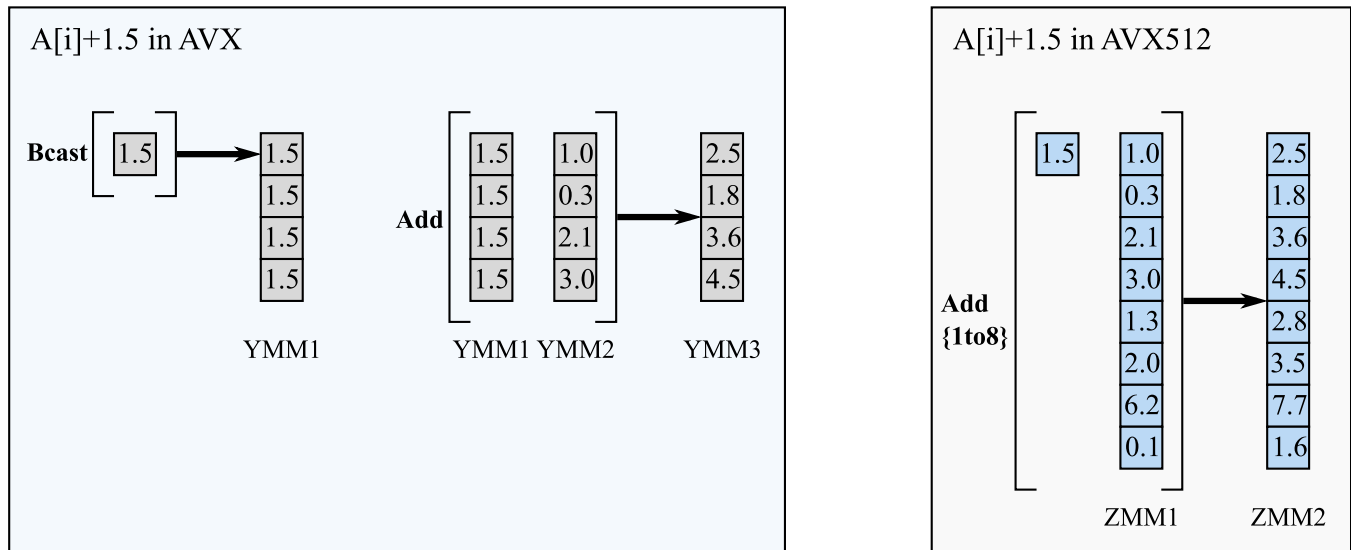 A[i]+1.5 in AVX
Bcast 1.5 1.5
1.5
1.5
1.5
YMM1
Add
1.5 1.0 2.5
1.5 0.3 1.8
1.5 2.1 3.6
1.5 3.0 4.5
YMM1 YMM2 YMM3
A[i]+1.5 in AVX512
Add
{1to8}
1.5 1.0 2.5
0.3 1.8
2.1 3.6
3.0 4.5
1.3 2.8
2.0 3.5
6.2 7.7
0.1 1.6
ZMM1 ZMM2